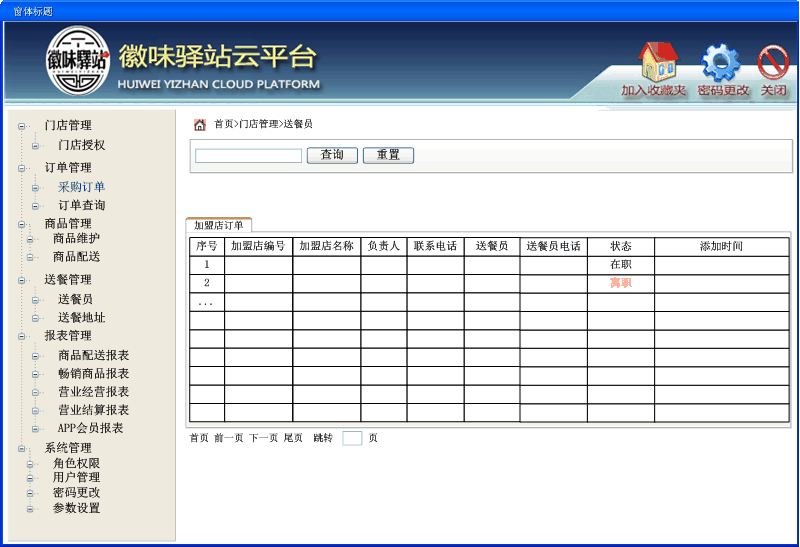 窗体标题
徽味驿站
徽味驿站云平台
HUIWEI YIZHAN CLOUD PLATFORM
加入收藏夹 密码更改 关闭
门店管理
门店授权
订单管理
采购订单
订单查询
商品管理
商品维护
商品配送
送餐管理
送餐员
送餐地址
报表管理
商品配送报表
畅销商品报表
营业经营报表
营业结算报表
APP会员报表
系统管理
角色权限
用户管理
密码更改
参数设置
首页>门店管理>送餐员
查询 重置
加盟店订单
序号 加盟店编号 加盟店名称 负责人 联系电话 送餐员 送餐员电话 状态 添加时间
1 在职
2 离职
...
首页 前一页 下一页 尾页 跳转 页